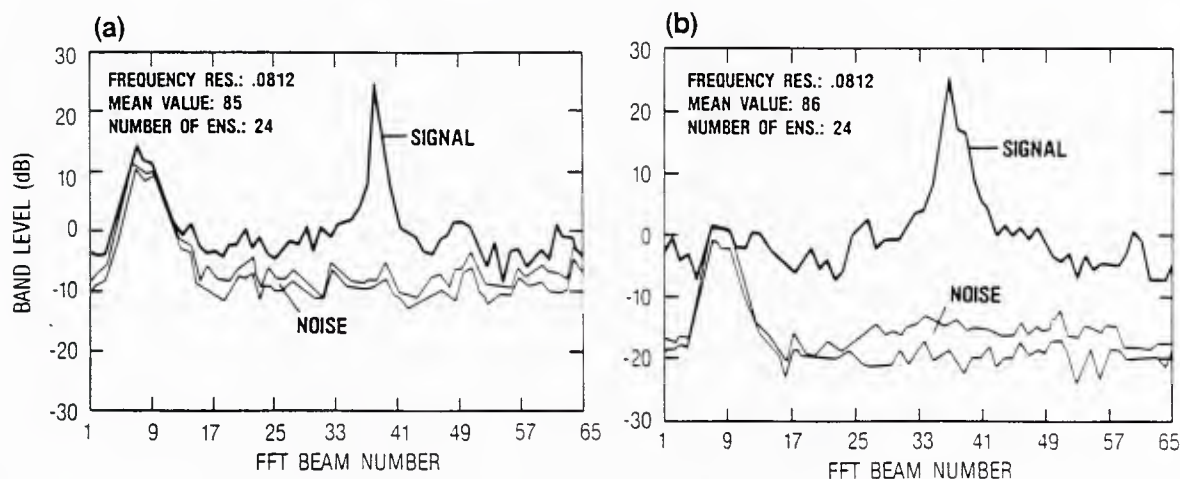 (a)
30
20
10
0
-10
-20
-30
BAND LEVEL (dB)
FREQUENCY RES.: .0812
MEAN VALUE: 85
NUMBER OF ENS.: 24
SIGNAL
NOISE
1 9 17 25 33 41 49 57 65
FFT BEAM NUMBER
(b)
30
20
10
0
-10
-20
-30
FREQUENCY RES.: .0812
MEAN VALUE: 86
NUMBER OF ENS.: 24
SIGNAL
NOISE
1 9 17 25 33 41 49 57 65
FFT BEAM NUMBER